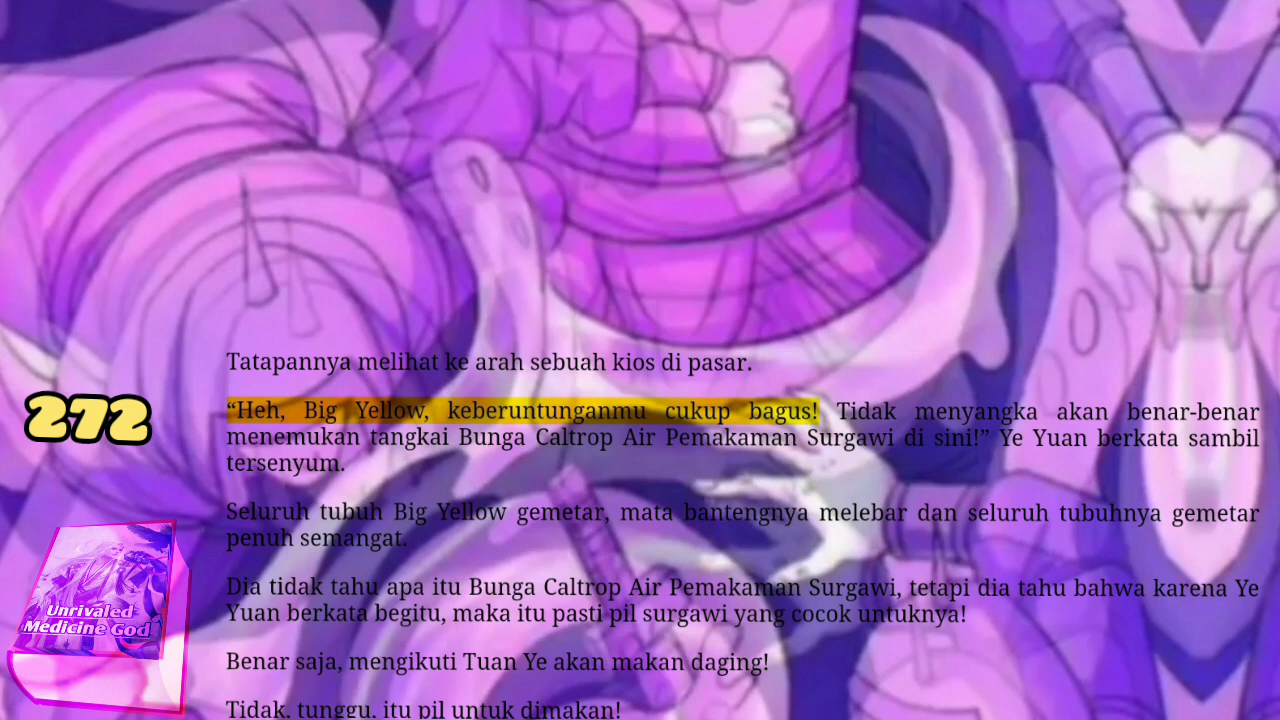 Tatapannya melihat ke arah sebuah kios di pasar.
272
“Heh, Big Yellow, keberuntunganmu cukup bagus! Tidak menyangka akan benar-benar
menemukan tangkai Bunga Caltrop Air Pemakaman Surgawi di sini!” Ye Yuan berkata sambil
tersenyum.
Seluruh tubuh Big Yellow gemetar, mata bantengnya melebar dan seluruh tubuhnya gemetar
penuh semangat.
Dia tidak tahu apa itu Bunga Caltrop Air Pemakaman Surgawi, tetapi dia tahu bahwa karena Ye
Yuan berkata begitu, maka itu pasti pil surgawi yang cocok untuknya!
Unrivaled
Medicine God
Benar saja, mengikuti Tuan Ye akan makan daging!
Tidak, tunggu, itu pil untuk dimakan!